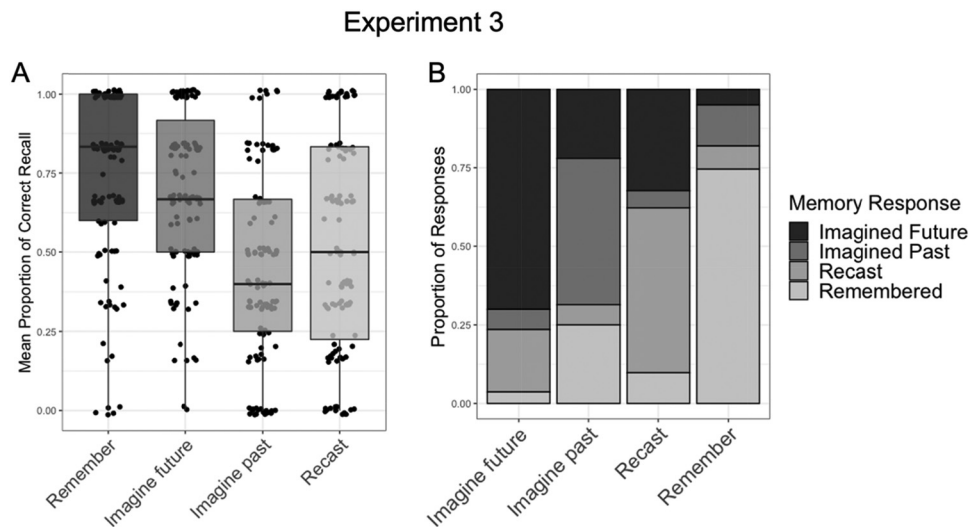 Experiment 3
A
Mean Proportion of Correct Recall
1.00
0.75
0.50
0.25
0.00
Remember
Imagine future
Imagine past
Recast
B
Proportion of Responses
1.00
0.75
0.50
0.25
0.00
Imagine future
Imagine past
Recast
Remember
Memory Response
Imagined Future
Imagined Past
Recast
Remembered